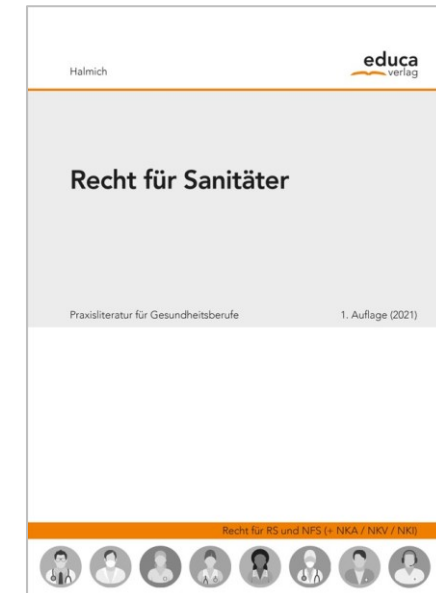 Halmich
educa
verlag
Recht für Sanitäter
Praxisliteratur für Gesundheitsberufe 1. Auflage (2021)
Recht für RS und NFS (+ NKA / NKV / NKI)